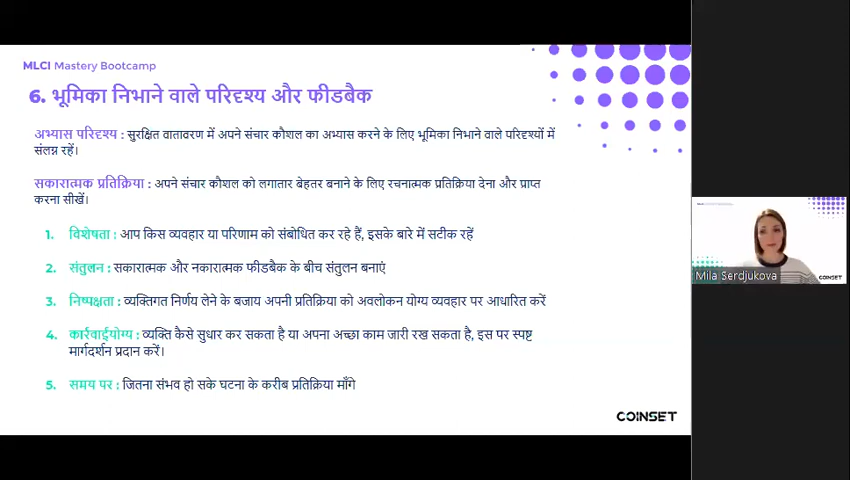 MLCI Mastery Bootcamp
6. भूमिका निभाने वाले परिदृश्य और फीडबैक
अभ्यास परिदृश्य : सुरक्षित वातावरण में अपने संचार कौशल का अभ्यास करने के लिए भूमिका निभाने वाले परिदृश्यों में
संलग्न रहें।
सकारात्मक प्रतिक्रिया : अपने संचार कौशल को लगातार बेहतर बनाने के लिए रचनात्मक प्रतिक्रिया देना और प्राप्त
करना सीखें।
1. विशेषता : आप किस व्यवहार या परिणाम को संबोधित कर रहे हैं, इसके बारे में सटीक रहें
2. संतुलन : सकारात्मक और नकारात्मक फीडबैक के बीच संतुलन बनाएं
3. निष्पक्षता : व्यक्तिगत निर्णय लेने के बजाय अपनी प्रतिक्रिया को अवलोकन योग्य व्यवहार पर आधारित करें
4. कार्रवाईयोग्य : व्यक्ति कैसे सुधार कर सकता है या अपना अच्छा काम जारी रख सकता है, इस पर स्पष्ट
मार्गदर्शन प्रदान करें।
5. समय पर : जितना संभव हो सके घटना के करीब प्रतिक्रिया माँगे
COINSET
Mila Serdjukova
COINSET